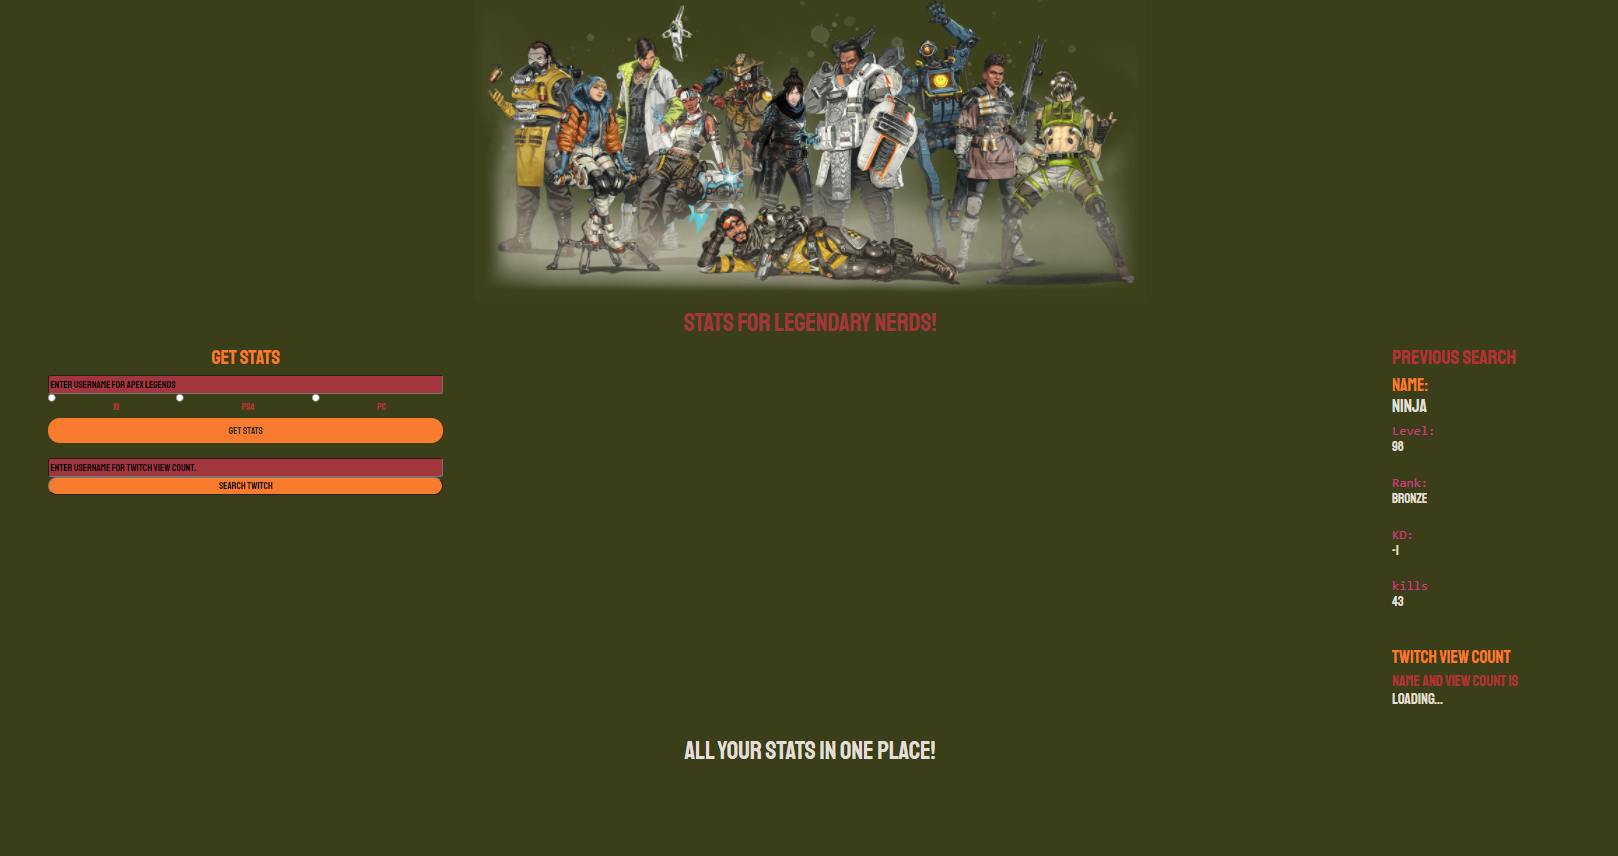 STATS FOR LEGENDARY NERDS!
GET STATS
ENTER USERNAME FOR APEX LEGENDS
X1 PS4 PC
GET STATS
ENTER USERNAME FOR TWITCH VIEW COUNT.
SEARCH TWITCH
PREVIOUS SEARCH
NAME:
NINJA
Level:
98
Rank:
BRONZE
KD:
-1
kills
43
TWITCH VIEW COUNT
NAME AND VIEW COUNT IS
LOADING...
ALL YOUR STATS IN ONE PLACE!